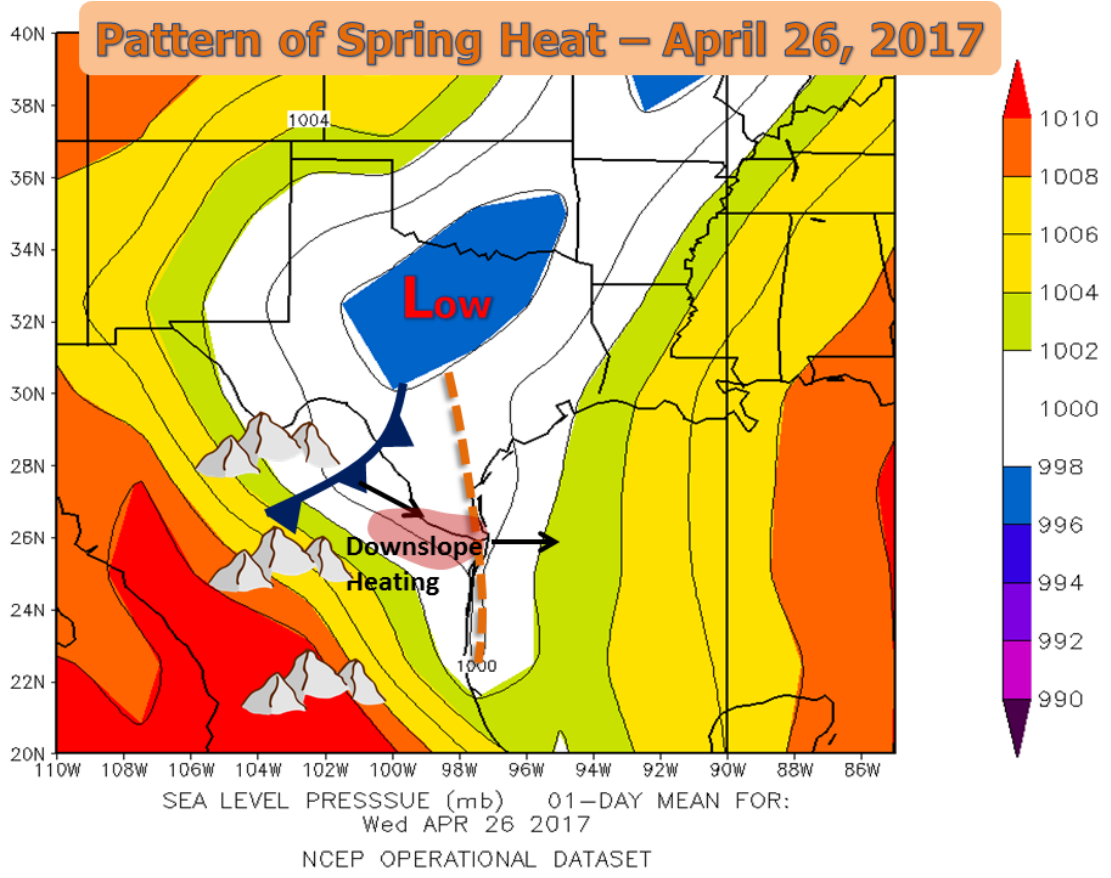 Pattern of Spring Heat – April 26, 2017
40N
38N
36N
34N
32N
30N
28N
26N
24N
22N
20N
1004
Low
Downslope
Heating
1000
110W 108W 106W 104W 102W 100W 98W 96W 94W 92W 90W 88W 86W
1010
1008
1006
1004
1002
1000
998
996
994
992
990
SEA LEVEL PRESSSUE (mb) 01–DAY MEAN FOR:
Wed APR 26 2017
NCEP OPERATIONAL DATASET